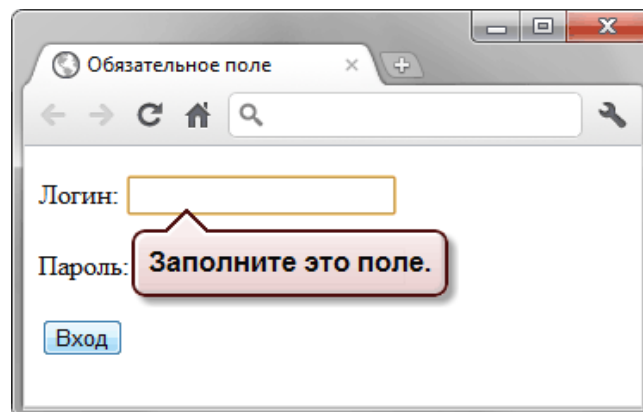 Обязательное поле
Логин:
Заполните это поле.
Пароль:
Вход